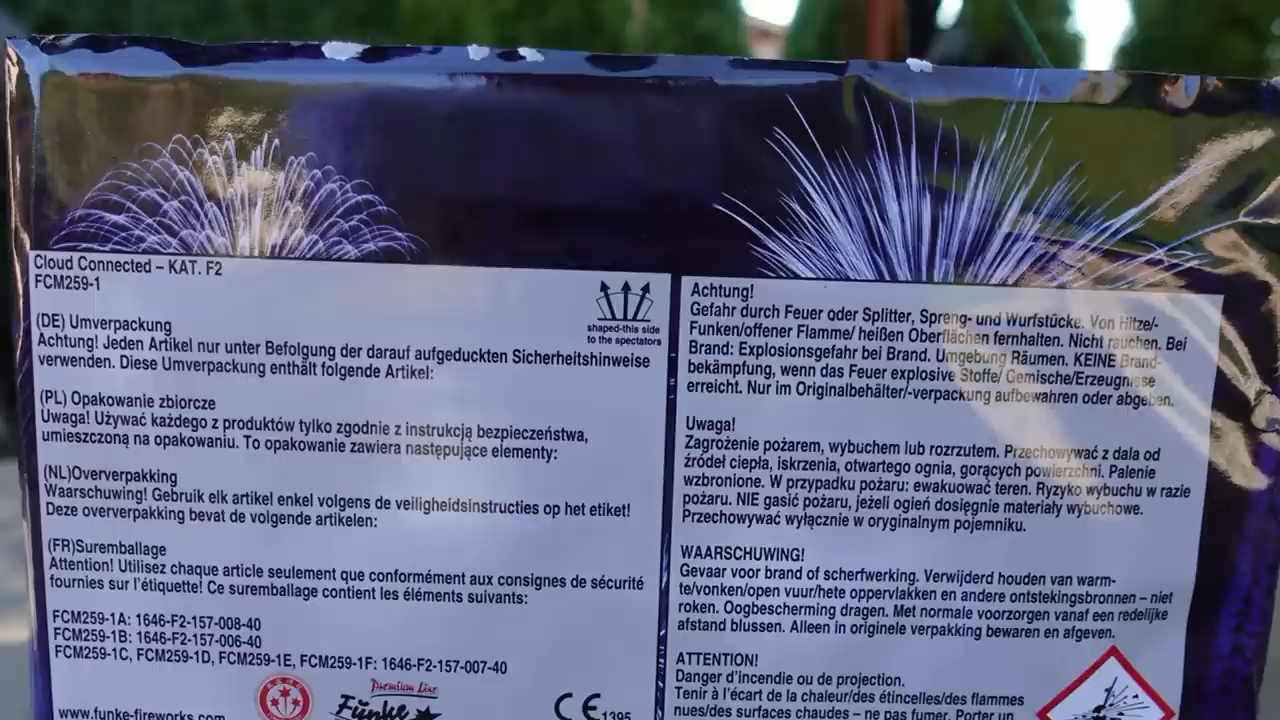 Cloud Connected – KAT. F2
FCM259-1
shaped-this side
to the spectators
(DE) Umverpackung
Achtung! Jeden Artikel nur unter Befolgung der darauf aufgeduckten Sicherheitshinweise
verwenden. Diese Umverpackung enthält folgende Artikel:
(PL) Opakowanie zbiorcze
Uwaga! Używać każdego z produktów tylko zgodnie z instrukcją bezpieczeństwa,
umieszczoną na opakowaniu. To opakowanie zawiera następujące elementy:
(NL)Oververpakking
Waarschuwing! Gebruik elk artikel enkel volgens de veiligheidsinstructies op het etiket!
Deze oververpakking bevat de volgende artikelen:
(FR)Suremballage
Attention! Utilisez chaque article seulement que conformément aux consignes de sécurité
fournies sur l'étiquette! Ce suremballage contient les éléments suivants:
FCM259-1A: 1646-F2-157-008-40
FCM259-1B: 1646-F2-157-006-40
FCM259-1C, FCM259-1D, FCM259-1E, FCM259-1F: 1646-F2-157-007-40
www.funke-fireworks.com
Premium Line
Funke
CE 1395
Achtung!
Gefahr durch Feuer oder Splitter, Spreng- und Wurfstücke. Von Hitze/-
Funken/offener Flamme/ heißen Oberflächen fernhalten. Nicht rauchen. Bei
Brand: Explosionsgefahr bei Brand. Umgebung Räumen. KEINE Brand-
bekämpfung, wenn das Feuer explosive Stoffe/ Gemische/Erzeugnisse
erreicht. Nur im Originalbehälter/-verpackung aufbewahren oder abgeben.
Uwaga!
Zagrożenie pożarem, wybuchem lub rozrzutem. Przechowywać z dala od
źródeł ciepła, iskrzenia, otwartego ognia, gorących powierzchni. Palenie
wzbronione. W przypadku pożaru: ewakuować teren. Ryzyko wybuchu w razie
pożaru. NIE gasić pożaru, jeżeli ogień dosięgnie materiały wybuchowe.
Przechowywać wyłącznie w oryginalnym pojemniku.
WAARSCHUWING!
Gevaar voor brand of scherfwerking. Verwijderd houden van warm-
te/vonken/open vuur/hete oppervlakken en andere ontstekingsbronnen – niet
roken. Oogbescherming dragen. Met normale voorzorgen vanaf een redelijke
afstand blussen. Alleen in originele verpakking bewaren en afgeven.
ATTENTION!
Danger d'incendie ou de projection.
Tenir à l'écart de la chaleur/des étincelles/des flammes
nues/des surfaces chaudes – ne pas fumer. Porter un